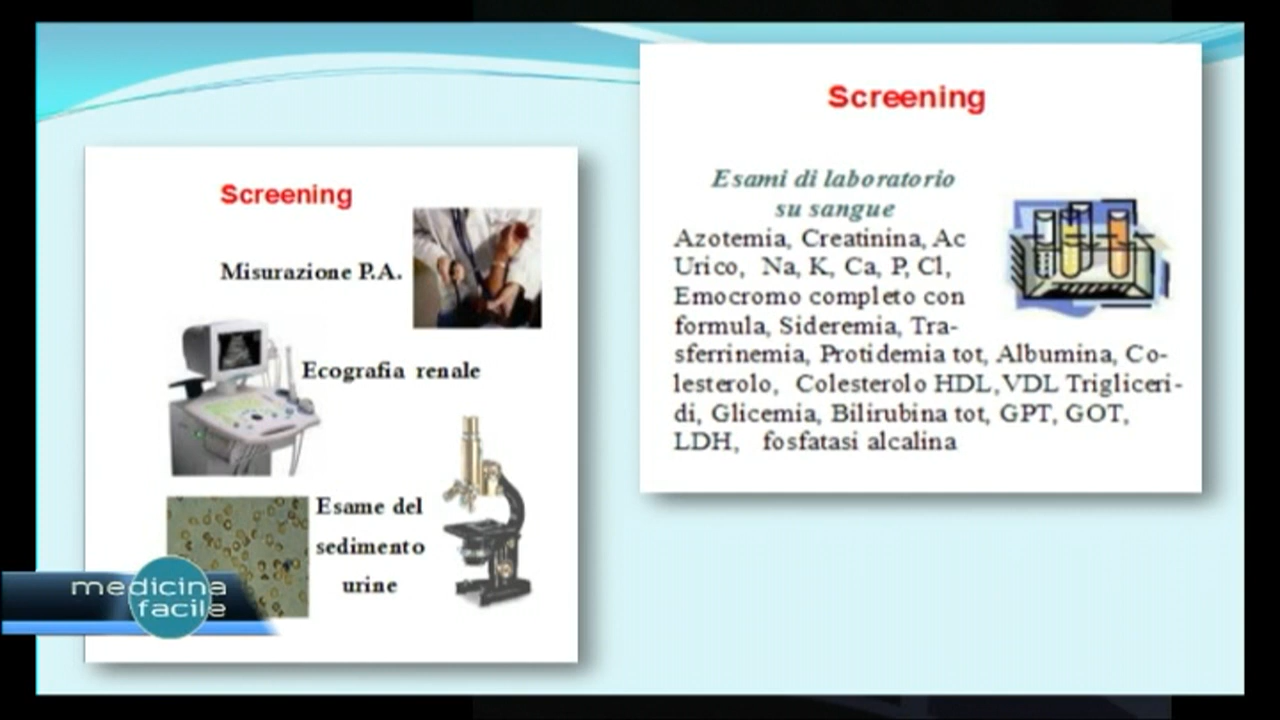 Screening
Misurazione P.A.
Ecografia renale
Esame del
sedimento
urine
medicina
facile
Screening
Esami di laboratorio
su sangue
Azotemia, Creatinina, Ac
Urico, Na, K, Ca, P, Cl,
Emocromo completo con
formula, Sideremia, Tra-
sferrinemia, Protidemia tot, Albumina, Co-
lesterolo, Colesterolo HDL,VDL Trigliceri-
di, Glicemia, Bilirubina tot, GPT, GOT,
LDH, fosfatasi alcalina